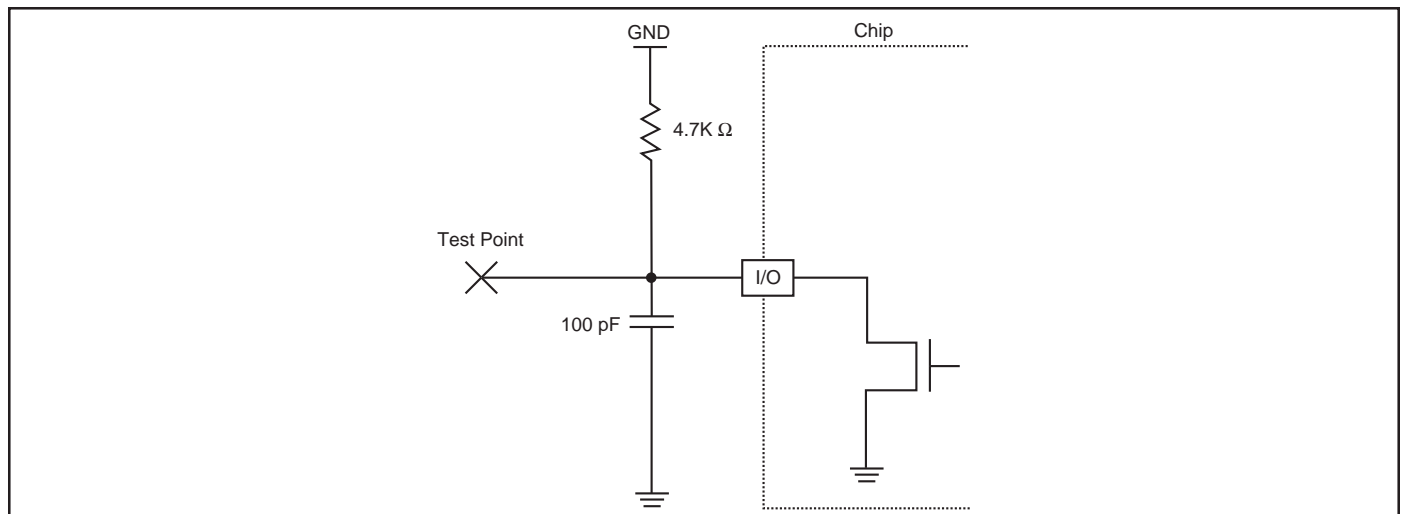 GND
Chip
4.7K Ω
Test Point
I/O
100 pF